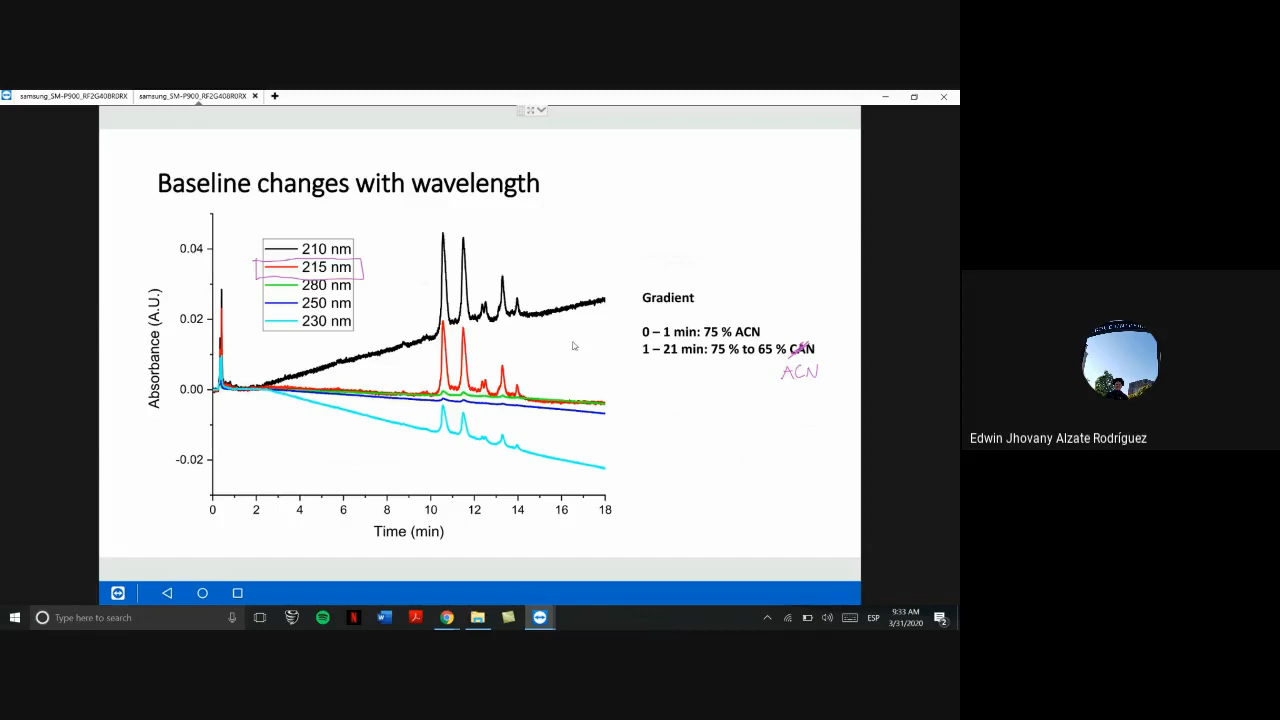 samsung_SM-P900_RF2G408R0RX
samsung_SM-P900_RF2G408R0RX
Baseline changes with wavelength
210 nm
215 nm
280 nm
250 nm
230 nm
Absorbance (A.U.)
0.04
0.02
0.00
-0.02
0 2 4 6 8 10 12 14 16 18
Time (min)
Gradient
0 – 1 min: 75 % ACN
1 – 21 min: 75 % to 65 % CAN
ACN
Edwin Jhovany Alzate Rodríguez
Type here to search
ESP
9:33 AM
3/31/2020
2